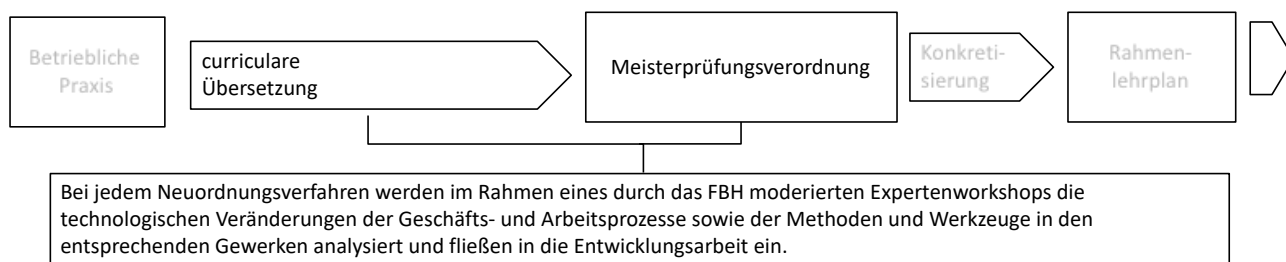 Betriebliche
Praxis
curriculare
Übersetzung
Meisterprüfungsverordnung
Konkreti-
sierung
Rahmen-
lehrplan
Bei jedem Neuordnungsverfahren werden im Rahmen eines durch das FBH moderierten Expertenworkshops die
technologischen Veränderungen der Geschäfts- und Arbeitsprozesse sowie der Methoden und Werkzeuge in den
entsprechenden Gewerken analysiert und fließen in die Entwicklungsarbeit ein.